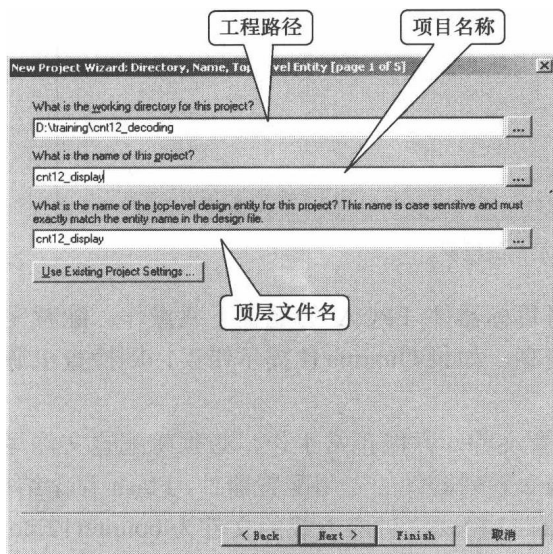 工程路径
项目名称
New Project Wizard: Directory, Name, Top vel Entity [page 1 of 5]
What is the working directory for this project?
D:\training\cnt12_decoding
...
What is the name of this project?
cnt12_display
...
What is the name of the top-level design entity for this project? This name is case sensitive and must
exactly match the entity name in the design file.
cnt12_display
...
Use Existing Project Settings ...
顶层文件名
< Back
Next >
Finish
取消